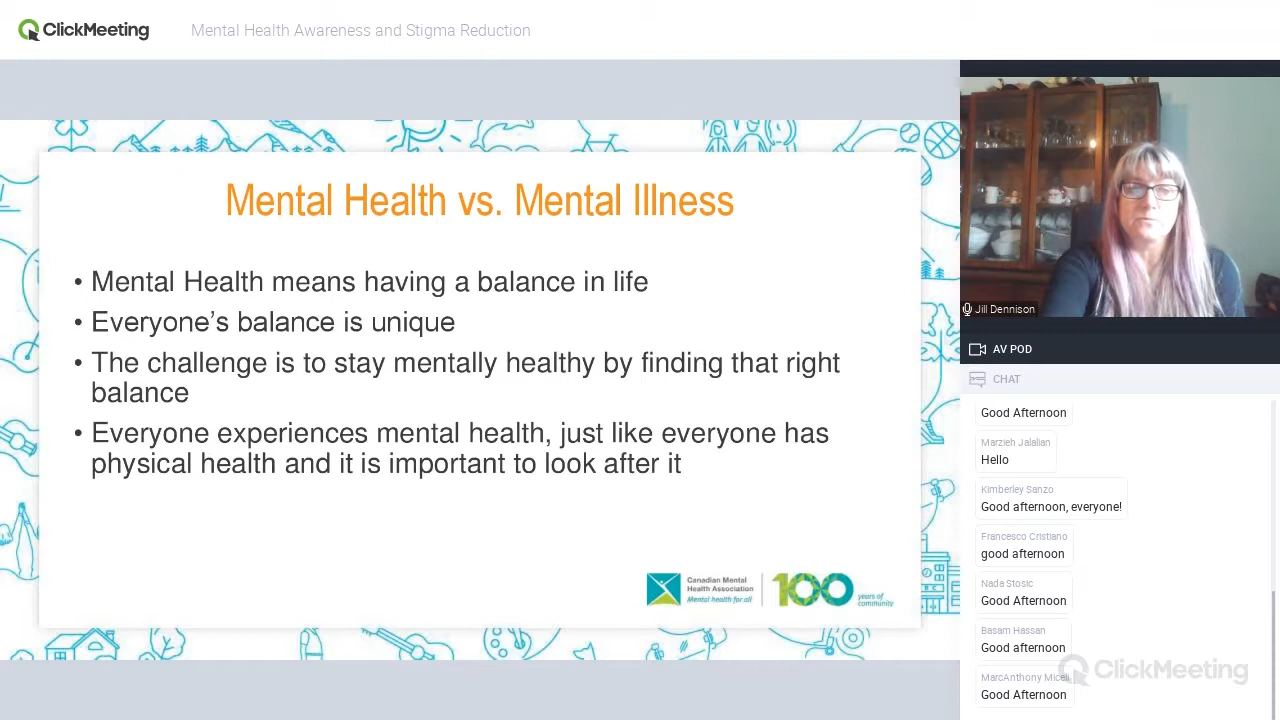 ClickMeeting
Mental Health Awareness and Stigma Reduction
Mental Health vs. Mental Illness
• Mental Health means having a balance in life
• Everyone’s balance is unique
• The challenge is to stay mentally healthy by finding that right
balance
• Everyone experiences mental health, just like everyone has
physical health and it is important to look after it
Canadian Mental
Health Association
Mental health for all
100
years of
community
Jill Dennison
AV POD
CHAT
Good Afternoon
Marzieh Jalalian
Hello
Kimberley Sanzo
Good afternoon, everyone!
Francesco Cristiano
good afternoon
Nada Stosic
Good Afternoon
Basam Hassan
Good afternoon
MarcAnthony Miceli
Good Afternoon
ClickMeeting